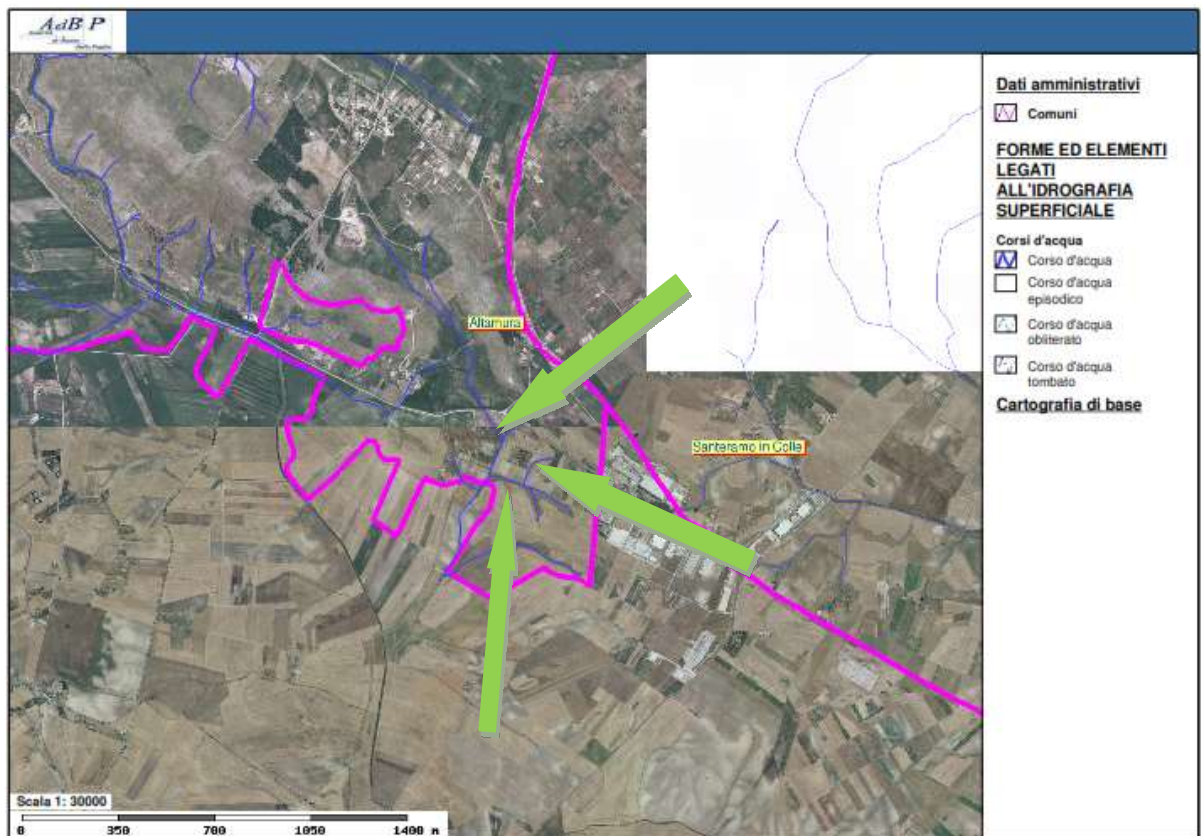 AdB P
della Puglia
Dati amministrativi
Comuni
FORME ED ELEMENTI
LEGATI
ALL'IDROGRAFIA
SUPERFICIALE
Corsi d'acqua
Corso d'acqua
Corso d'acqua
episodico
Corso d'acqua
obliterato
Corso d'acqua
tombato
Cartografia di base
Altamura
Santeramo in Colle
Scala 1: 30000
0 350 700 1050 1400 m